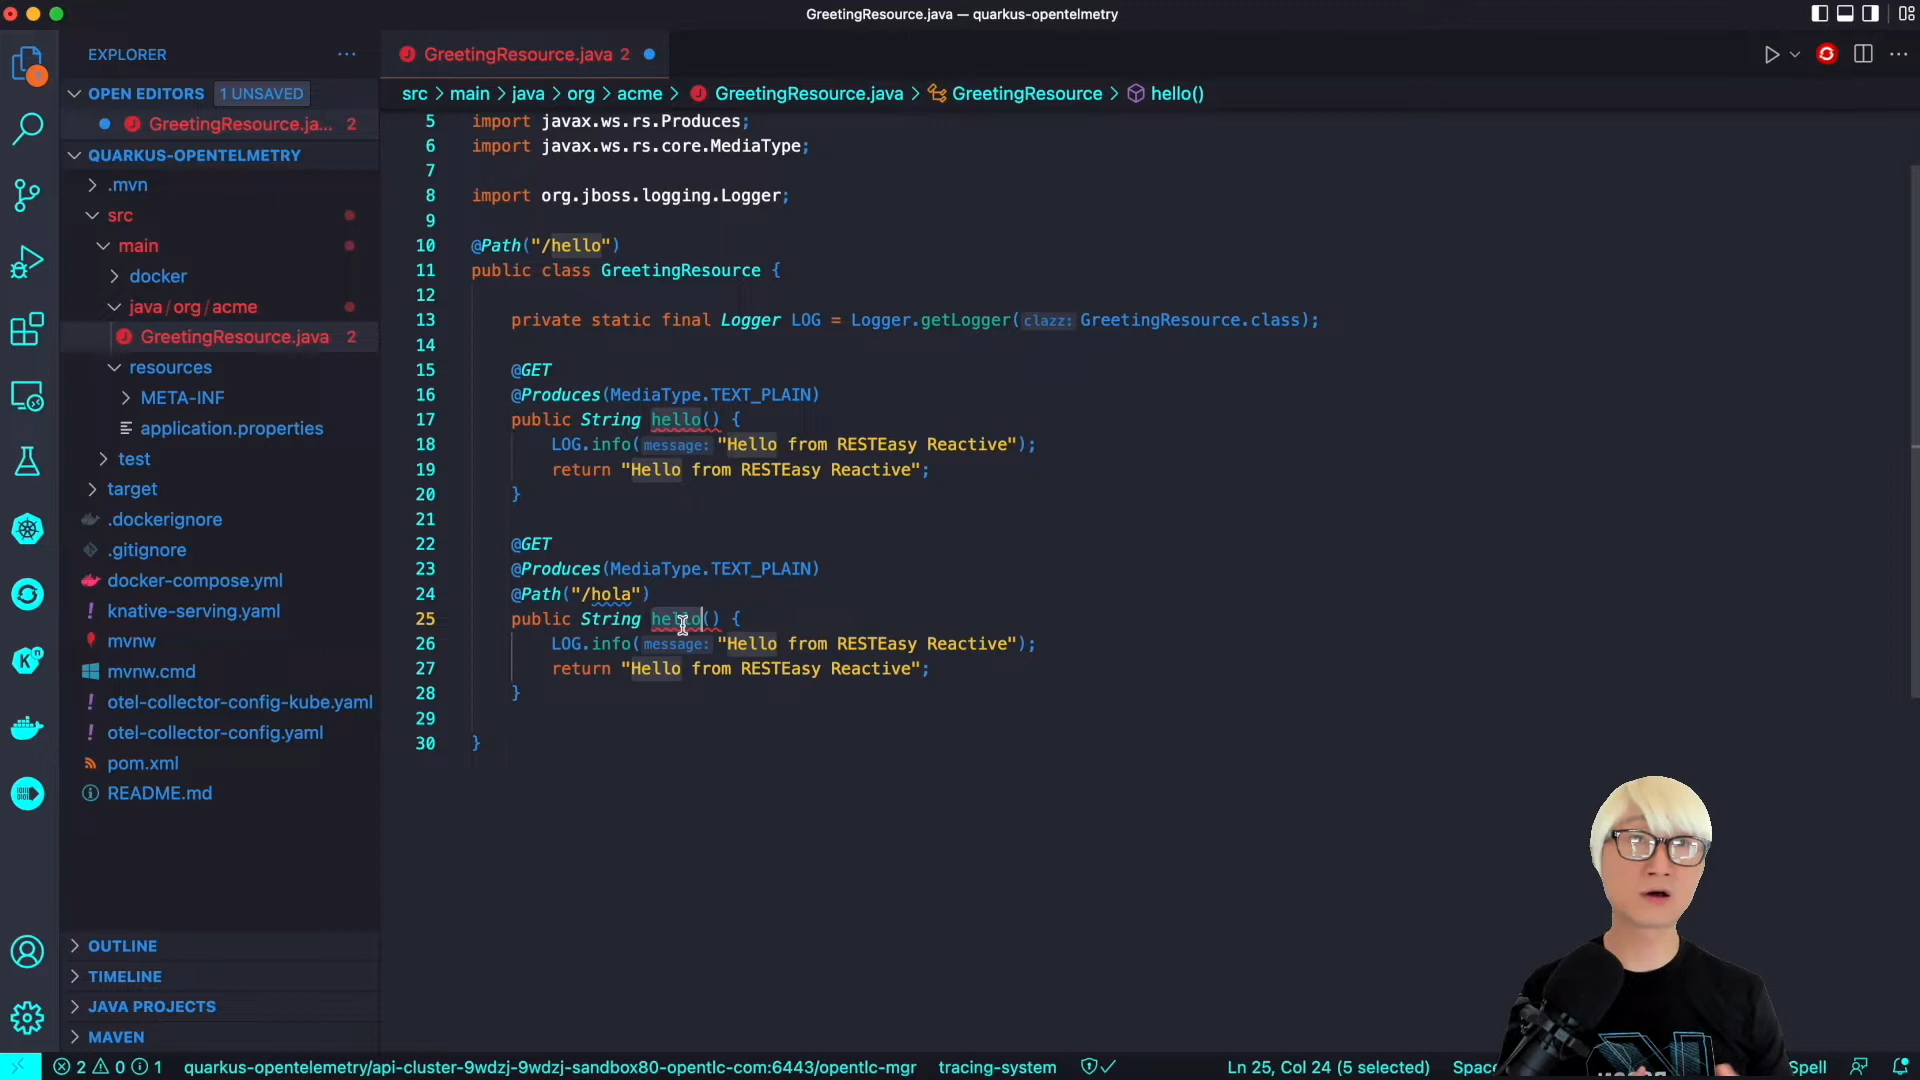 GreetingResource.java — quarkus-opentelmetry
EXPLORER
OPEN EDITORS 1 UNSAVED
GreetingResource.ja... 2
QUARKUS-OPENTELMETRY
.mvn
src
main
docker
java/org/acme
GreetingResource.java 2
resources
META-INF
application.properties
test
target
.dockerignore
.gitignore
docker-compose.yml
knative-serving.yaml
mvnw
mvnw.cmd
otel-collector-config-kube.yaml
otel-collector-config.yaml
pom.xml
README.md
OUTLINE
TIMELINE
JAVA PROJECTS
MAVEN
GreetingResource.java 2
src > main > java > org > acme > GreetingResource.java > GreetingResource > hello()
5 import javax.ws.rs.Produces;
6 import javax.ws.rs.core.MediaType;
7
8 import org.jboss.logging.Logger;
9
10 @Path("/hello")
11 public class GreetingResource {
12
13 private static final Logger LOG = Logger.getLogger(clazz: GreetingResource.class);
14
15 @GET
16 @Produces(MediaType.TEXT_PLAIN)
17 public String hello() {
18 LOG.info(message: "Hello from RESTEasy Reactive");
19 return "Hello from RESTEasy Reactive";
20 }
21
22 @GET
23 @Produces(MediaType.TEXT_PLAIN)
24 @Path("/hola")
25 public String hello() {
26 LOG.info(message: "Hello from RESTEasy Reactive");
27 return "Hello from RESTEasy Reactive";
28 }
29
30 }
2 0 1 quarkus-opentelemetry/api-cluster-9wdzj-9wdzj-sandbox80-opentlc-com:6443/opentlc-mgr tracing-system Ln 25, Col 24 (5 selected) Space Spell